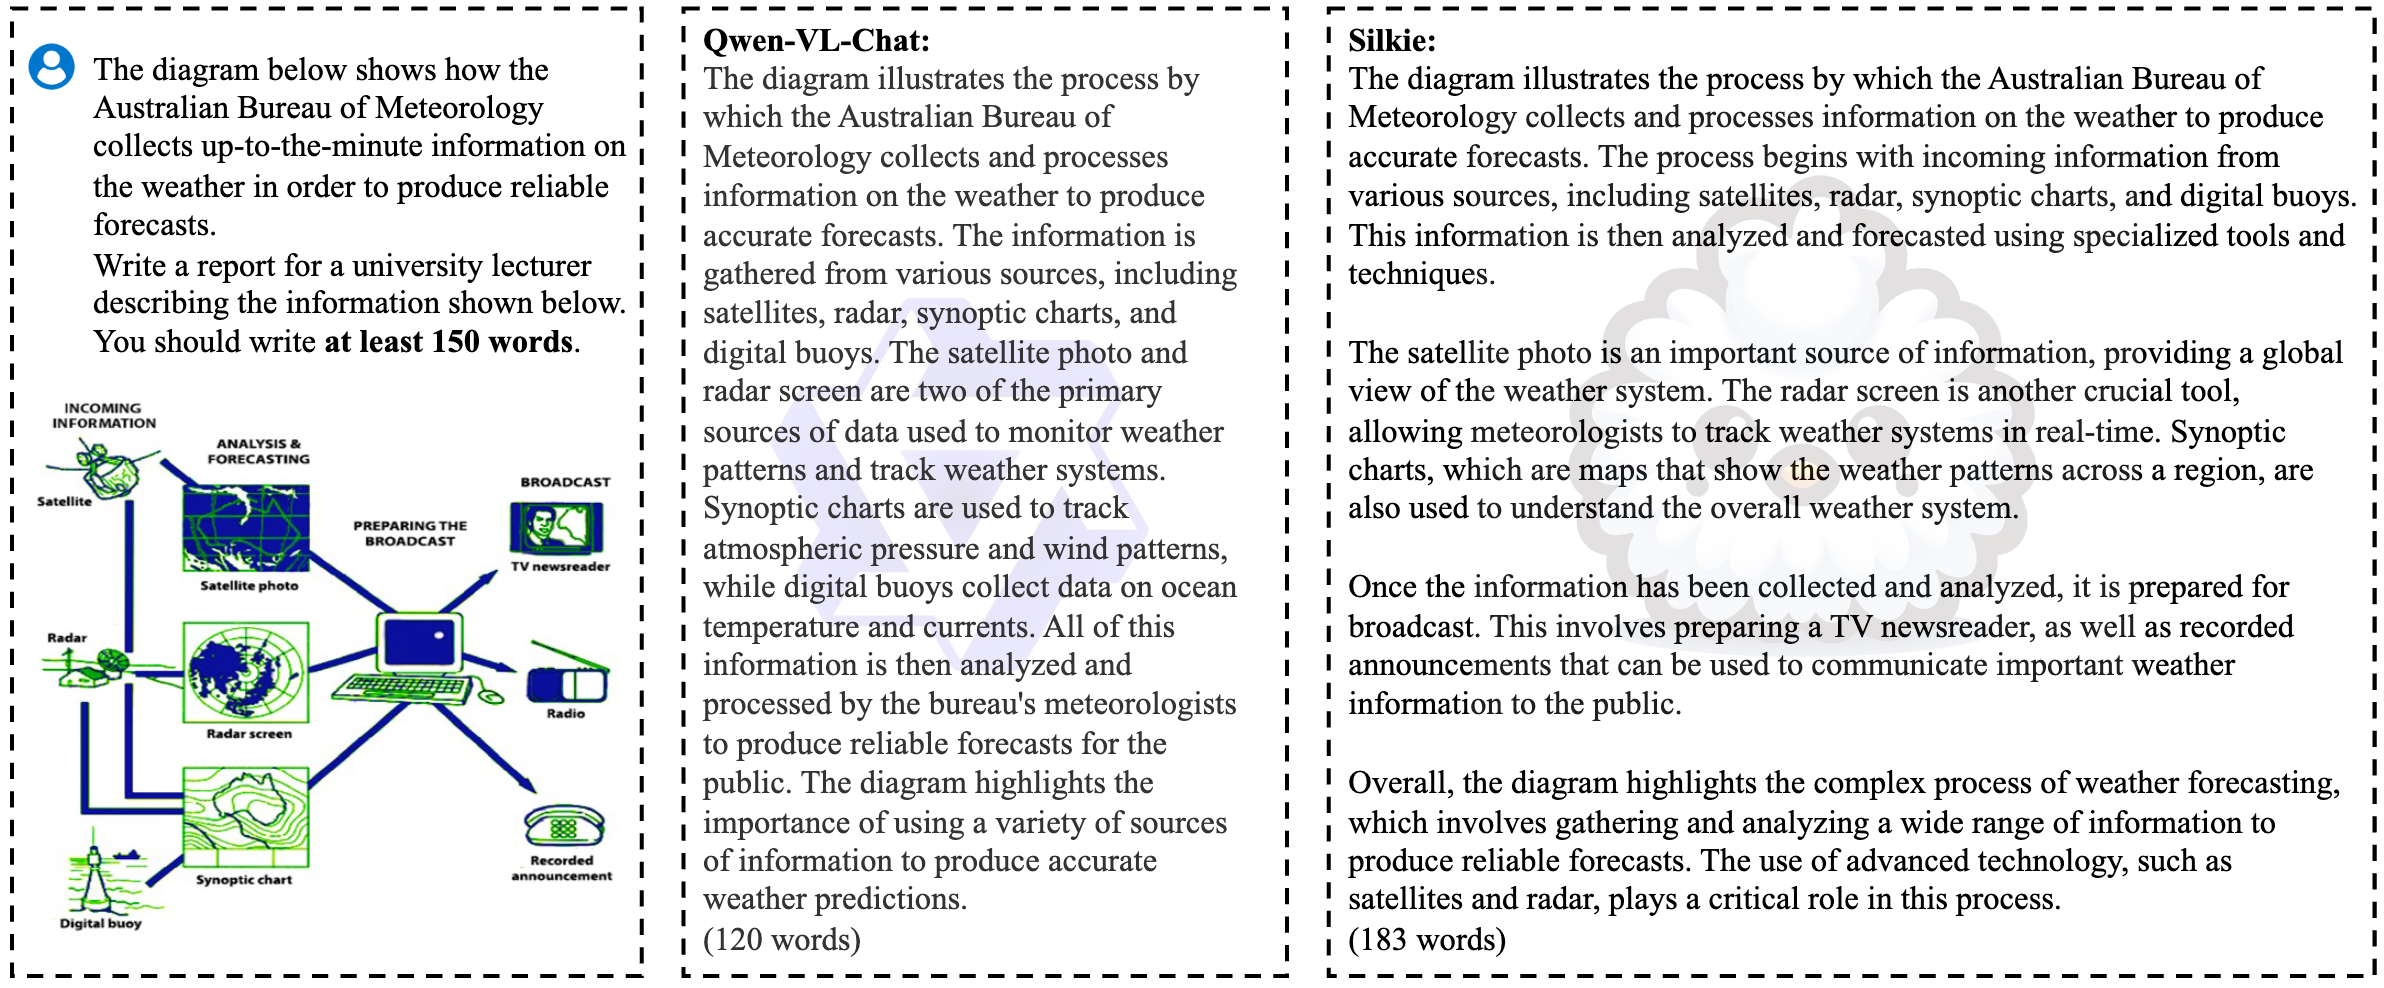 The diagram below shows how the
Australian Bureau of Meteorology
collects up-to-the-minute information on
the weather in order to produce reliable
forecasts.
Write a report for a university lecturer
describing the information shown below.
You should write at least 150 words.
INCOMING
INFORMATION
ANALYSIS &
FORECASTING
Satellite
BROADCAST
PREPARING THE
BROADCAST
TV newsreader
Satellite photo
Radar
Radio
Radar screen
Recorded
announcement
Synoptic chart
Digital buoy
Qwen-VL-Chat:
The diagram illustrates the process by
which the Australian Bureau of
Meteorology collects and processes
information on the weather to produce
accurate forecasts. The information is
gathered from various sources, including
satellites, radar, synoptic charts, and
digital buoys. The satellite photo and
radar screen are two of the primary
sources of data used to monitor weather
patterns and track weather systems.
Synoptic charts are used to track
atmospheric pressure and wind patterns,
while digital buoys collect data on ocean
temperature and currents. All of this
information is then analyzed and
processed by the bureau's meteorologists
to produce reliable forecasts for the
public. The diagram highlights the
importance of using a variety of sources
of information to produce accurate
weather predictions.
(120 words)
Silkie:
The diagram illustrates the process by which the Australian Bureau of
Meteorology collects and processes information on the weather to produce
accurate forecasts. The process begins with incoming information from
various sources, including satellites, radar, synoptic charts, and digital buoys.
This information is then analyzed and forecasted using specialized tools and
techniques.
The satellite photo is an important source of information, providing a global
view of the weather system. The radar screen is another crucial tool,
allowing meteorologists to track weather systems in real-time. Synoptic
charts, which are maps that show the weather patterns across a region, are
also used to understand the overall weather system.
Once the information has been collected and analyzed, it is prepared for
broadcast. This involves preparing a TV newsreader, as well as recorded
announcements that can be used to communicate important weather
information to the public.
Overall, the diagram highlights the complex process of weather forecasting,
which involves gathering and analyzing a wide range of information to
produce reliable forecasts. The use of advanced technology, such as
satellites and radar, plays a critical role in this process.
(183 words)